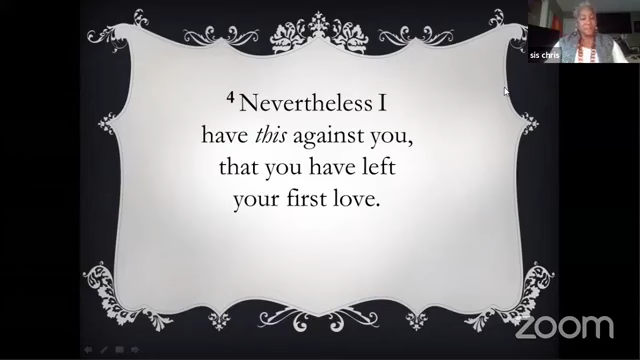 sis chris
4 Nevertheless I
have this against you,
that you have left
your first love.
zoom